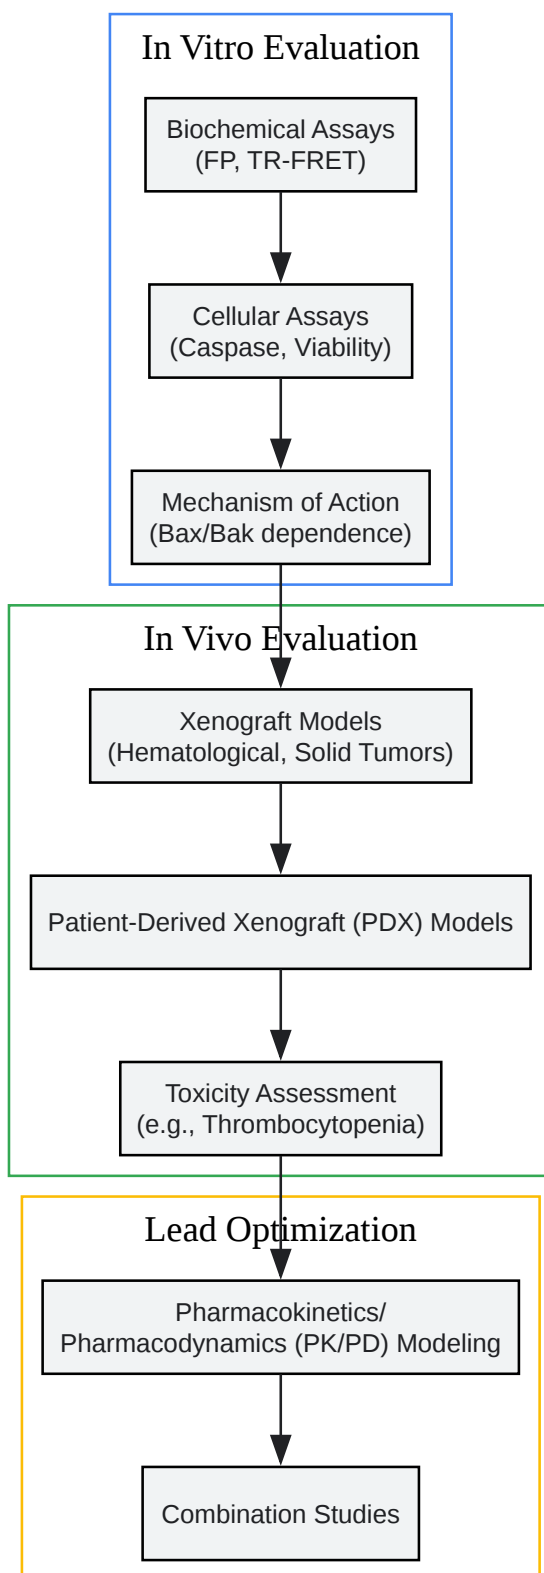 In Vitro Evaluation
Biochemical Assays
(FP, TR-FRET)
Cellular Assays
(Caspase, Viability)
Mechanism of Action
(Bax/Bak dependence)
In Vivo Evaluation
Xenograft Models
(Hematological, Solid Tumors)
Patient-Derived Xenograft (PDX) Models
Toxicity Assessment
(e.g., Thrombocytopenia)
Lead Optimization
Pharmacokinetics/
Pharmacodynamics (PK/PD) Modeling
Combination Studies